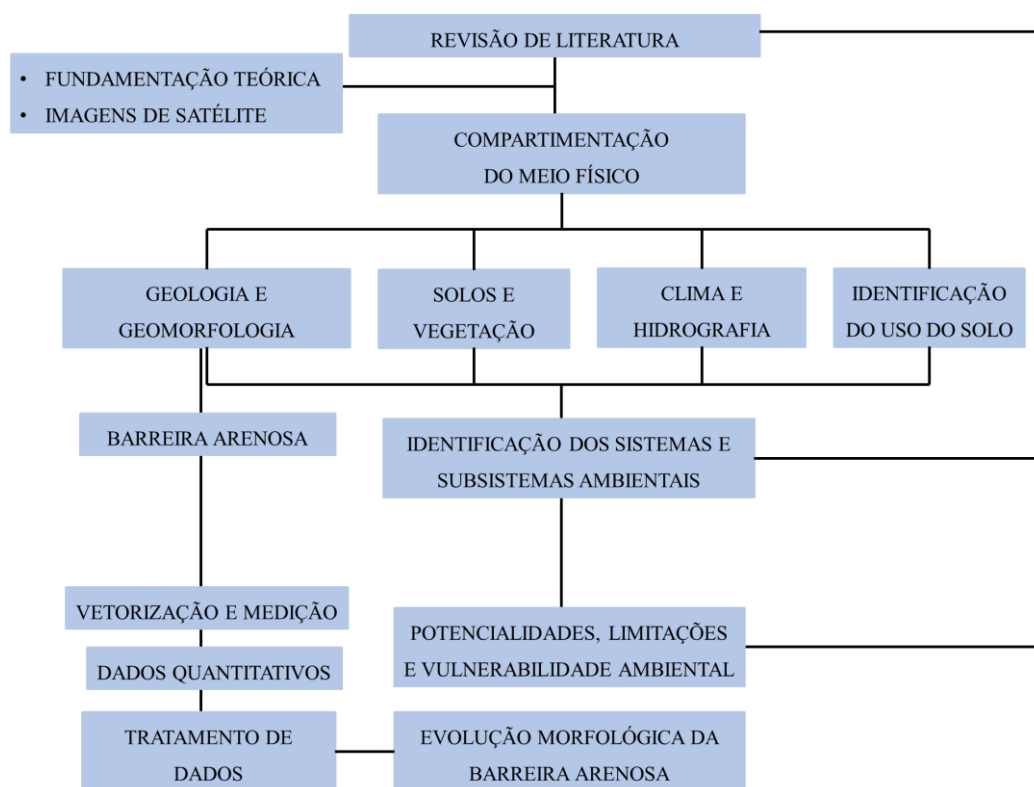 REVISÃO DE LITERATURA
• FUNDAMENTAÇÃO TEÓRICA
• IMAGENS DE SATÉLITE
COMPARTIMENTAÇÃO
DO MEIO FÍSICO
GEOLOGIA E
GEOMORFOLOGIA
SOLOS E
VEGETAÇÃO
CLIMA E
HIDROGRAFIA
IDENTIFICAÇÃO
DO USO DO SOLO
BARREIRA ARENOSA
IDENTIFICAÇÃO DOS SISTEMAS E
SUBSISTEMAS AMBIENTAIS
VETORIZAÇÃO E MEDIÇÃO
POTENCIALIDADES, LIMITAÇÕES
E VULNERABILIDADE AMBIENTAL
DADOS QUANTITATIVOS
TRATAMENTO DE
DADOS
EVOLUÇÃO MORFOLÓGICA DA
BARREIRA ARENOSA